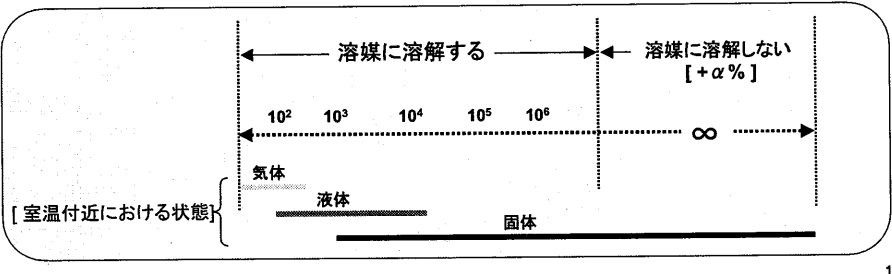 溶媒に溶解する
溶媒に溶解しない
[ +α% ]
10² 10³ 10⁴ 10⁵ 10⁶
∞
気体
液体
[ 室温付近における状態]
固体
1